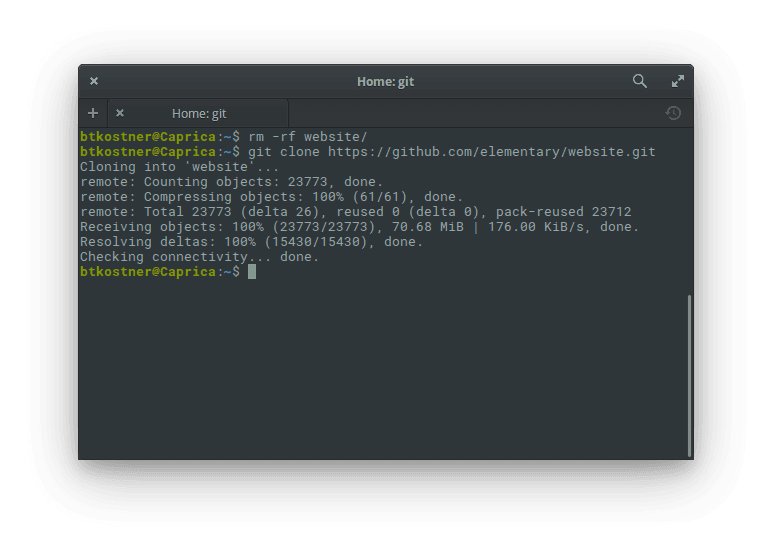 Home: git
Home: git
btkostner@Caprica:~$ rm -rf website/
btkostner@Caprica:~$ git clone https://github.com/elementary/website.git
Cloning into 'website'...
remote: Counting objects: 23773, done.
remote: Compressing objects: 100% (61/61), done.
remote: Total 23773 (delta 26), reused 0 (delta 0), pack-reused 23712
Receiving objects: 100% (23773/23773), 70.68 MiB | 176.00 KiB/s, done.
Resolving deltas: 100% (15430/15430), done.
Checking connectivity... done.
btkostner@Caprica:~$